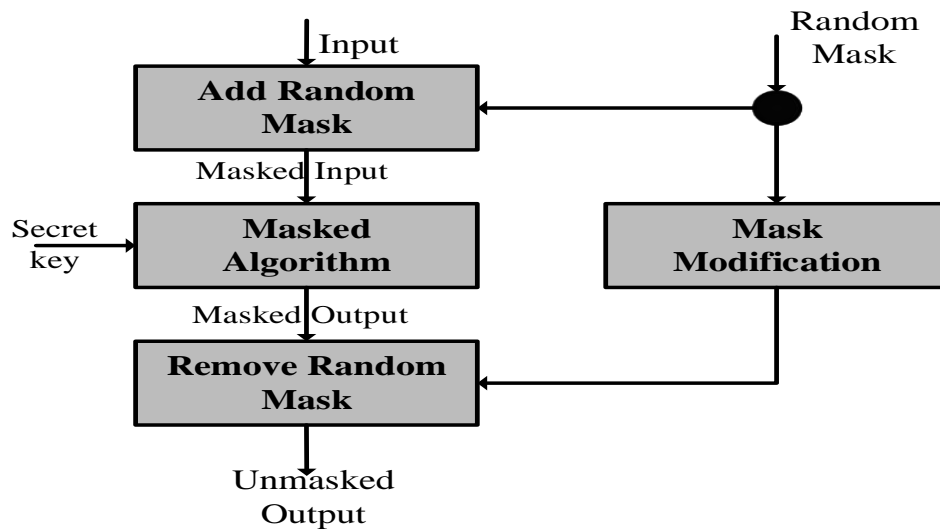 Input
Random
Mask
Add Random
Mask
Masked Input
Secret
key
Masked
Algorithm
Mask
Modification
Masked Output
Remove Random
Mask
Unmasked
Output